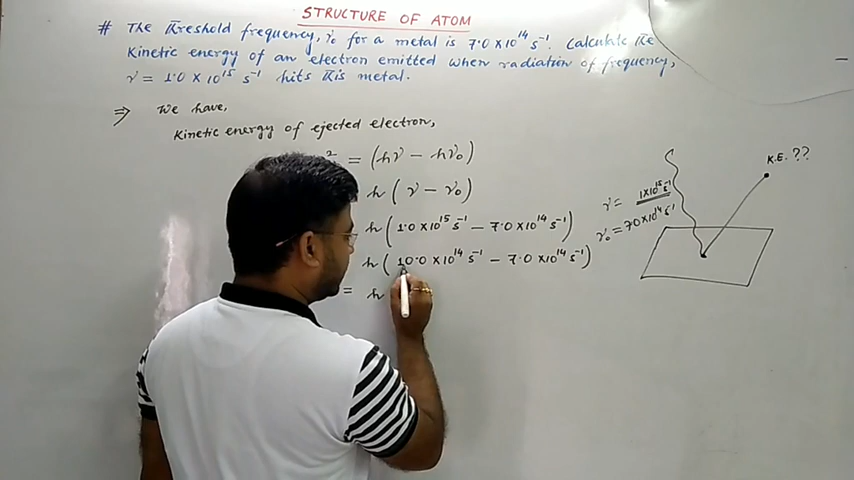 STRUCTURE OF ATOM
# The Threshold frequency, ν₀ for a metal is 7.0 × 10¹⁴ s⁻¹. Calculate the
Kinetic energy of an electron emitted when radiation of frequency,
ν = 1.0 × 10¹⁵ s⁻¹ hits this metal.
⇒ We have,
Kinetic energy of ejected electron,
² = (hν − hν₀)
h (ν − ν₀)
h (1.0 × 10¹⁵ s⁻¹ − 7.0 × 10¹⁴ s⁻¹)
h (10.0 × 10¹⁴ s⁻¹ − 7.0 × 10¹⁴ s⁻¹)
= h
K.E. ??
ν = 1×10¹⁵ s⁻¹
ν₀ = 7.0 × 10¹⁴ s⁻¹